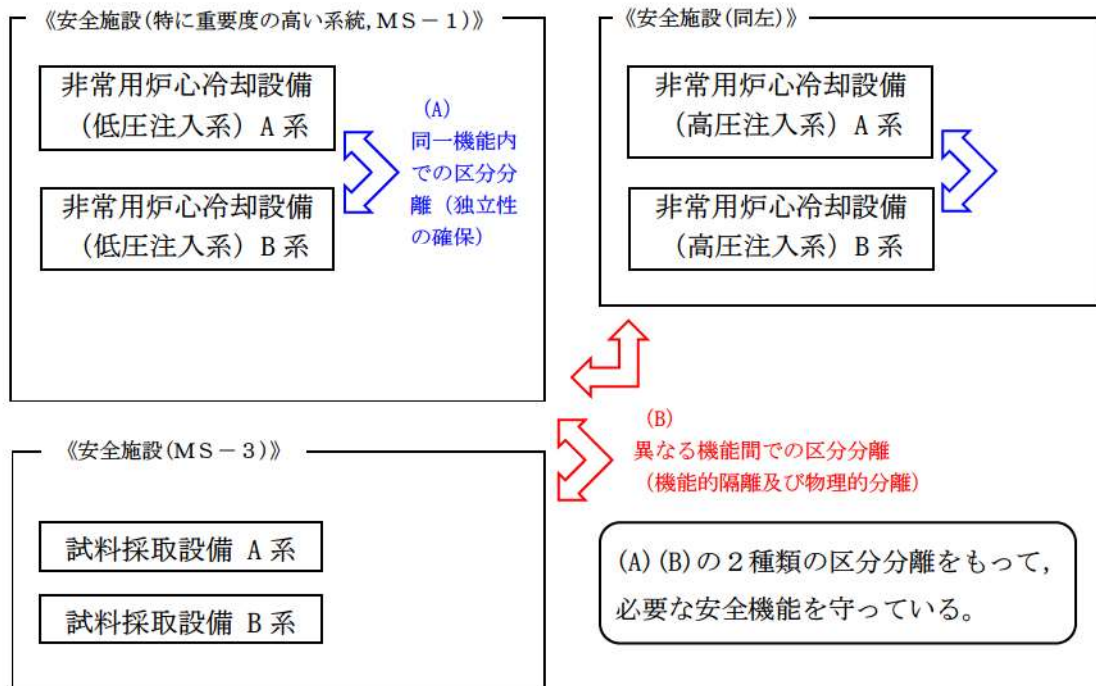 《安全施設(特に重要度の高い系統,MS-1)》
非常用炉心冷却設備
(低圧注入系)A系
非常用炉心冷却設備
(低圧注入系)B系
(A)
同一機能内
での区分分
離(独立性
の確保)
《安全施設(同左)》
非常用炉心冷却設備
(高圧注入系)A系
非常用炉心冷却設備
(高圧注入系)B系
(B)
異なる機能間での区分分離
(機能的隔離及び物理的分離)
《安全施設(MS-3)》
試料採取設備 A系
試料採取設備 B系
(A)(B)の2種類の区分分離をもって,
必要な安全機能を守っている。